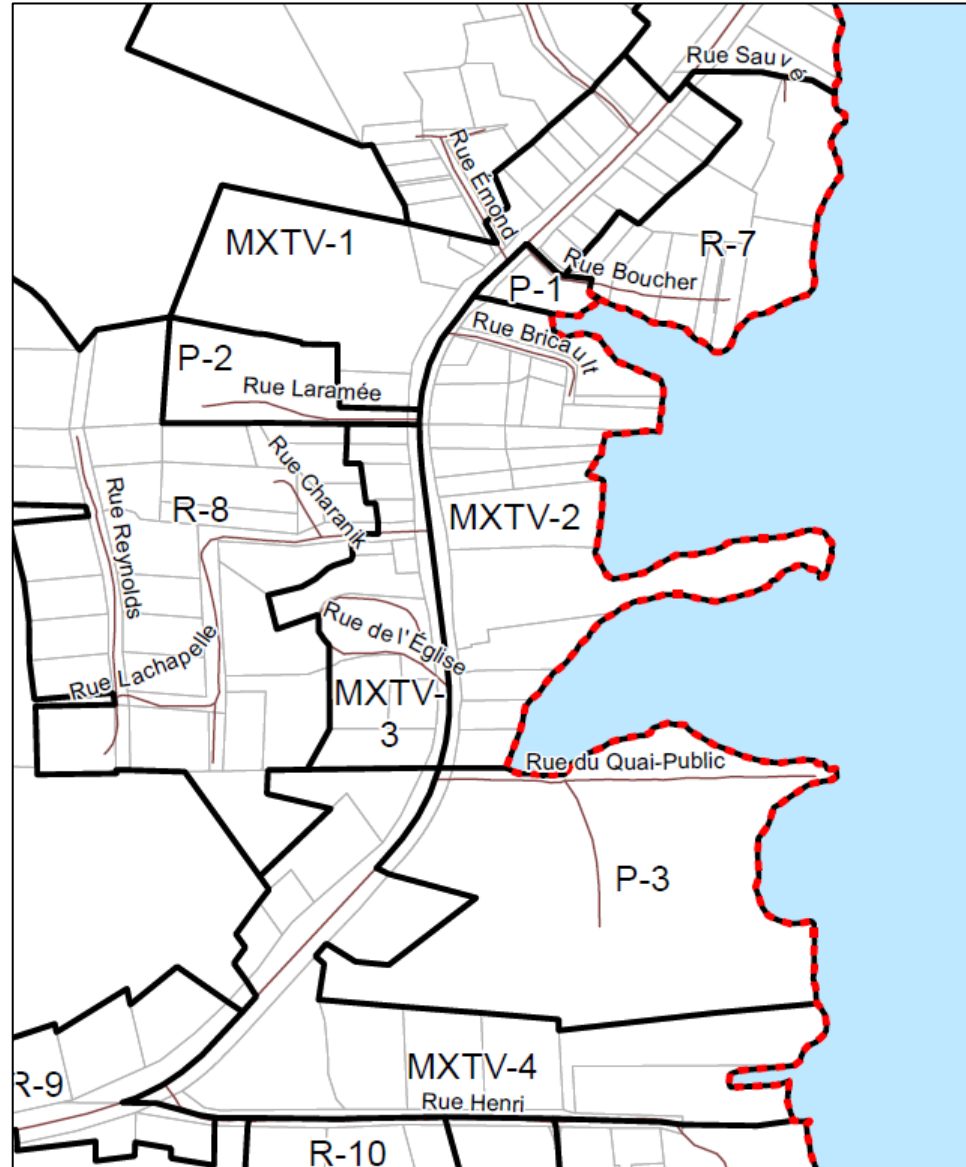 Rue Sauvé
Rue Émond
MXTV-1
R-7
Rue Boucher
P-1
Rue Bricault
P-2
Rue Laramée
Rue Charanik
Rue Reynolds
R-8
MXTV-2
Rue de l'Église
Rue Lachapelle
MXTV-
3
Rue du Quai-Public
P-3
MXTV-4
R-9
Rue Henri
R-10